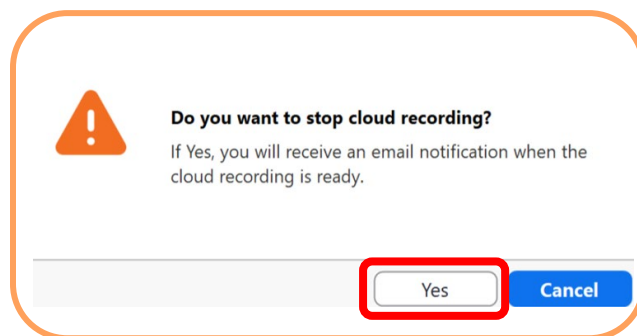 Do you want to stop cloud recording?
If Yes, you will receive an email notification when the
cloud recording is ready.
Yes Cancel